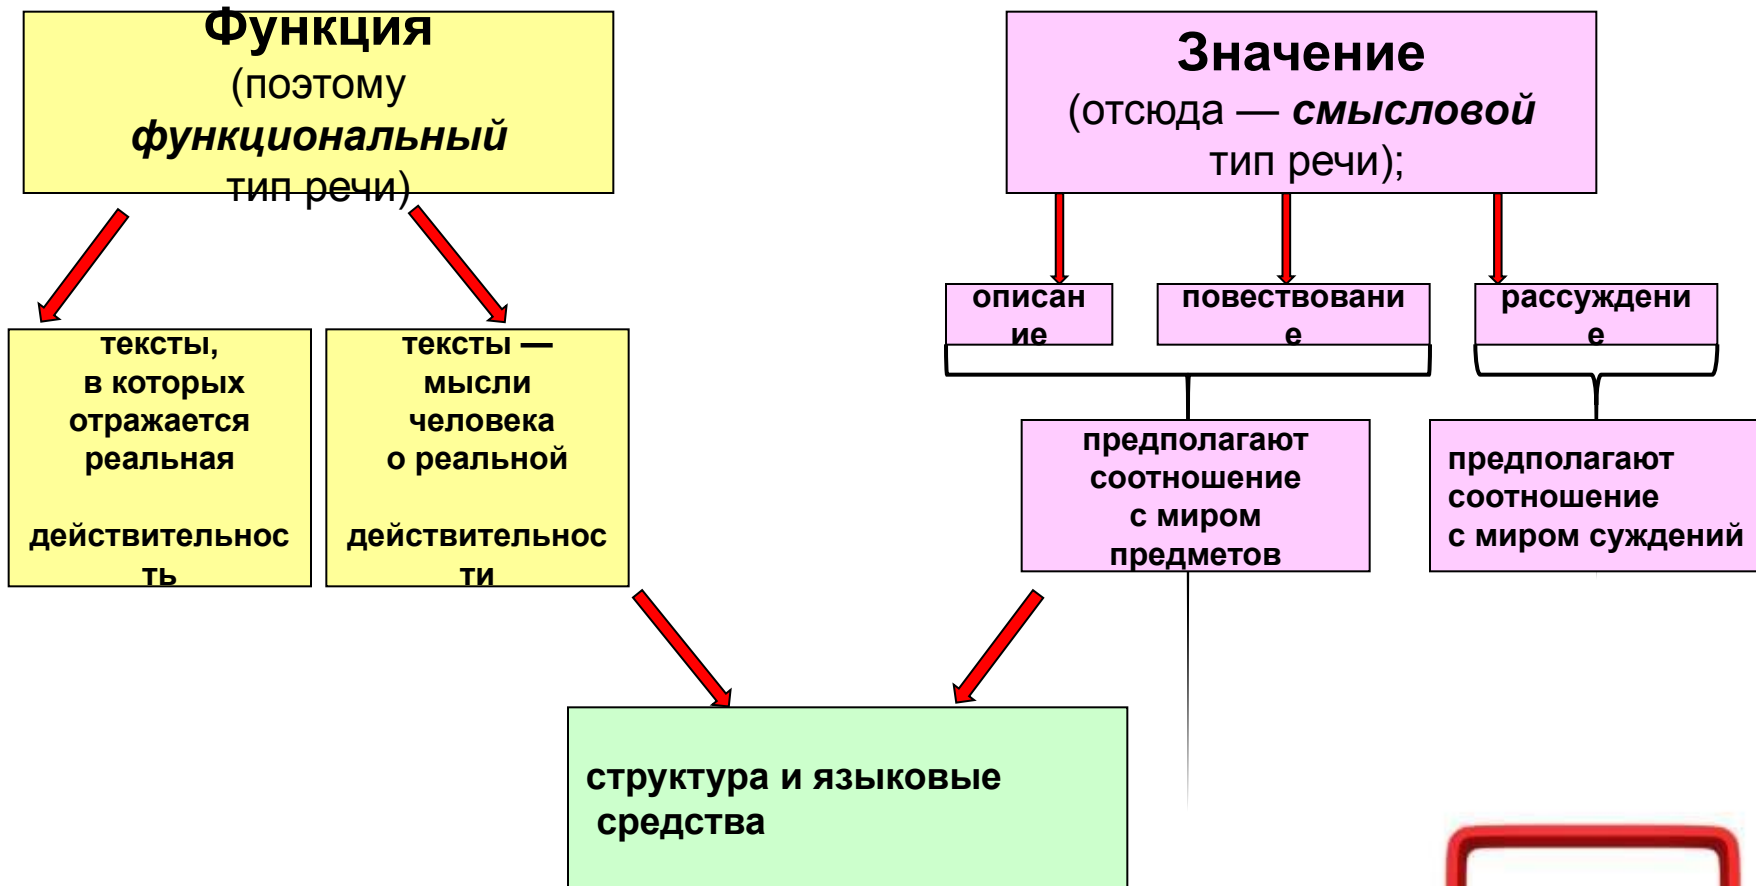 Функция
(поэтому
функциональный
тип речи)
Значение
(отсюда — смысловой
тип речи);
тексты,
в которых
отражается
реальная
действительнос
ть
тексты —
мысли
человека
о реальной
действительнос
ти
описан
ие
повествовани
е
рассуждени
е
предполагают
соотношение
с миром
предметов
предполагают
соотношение
с миром суждений
структура и языковые
средства